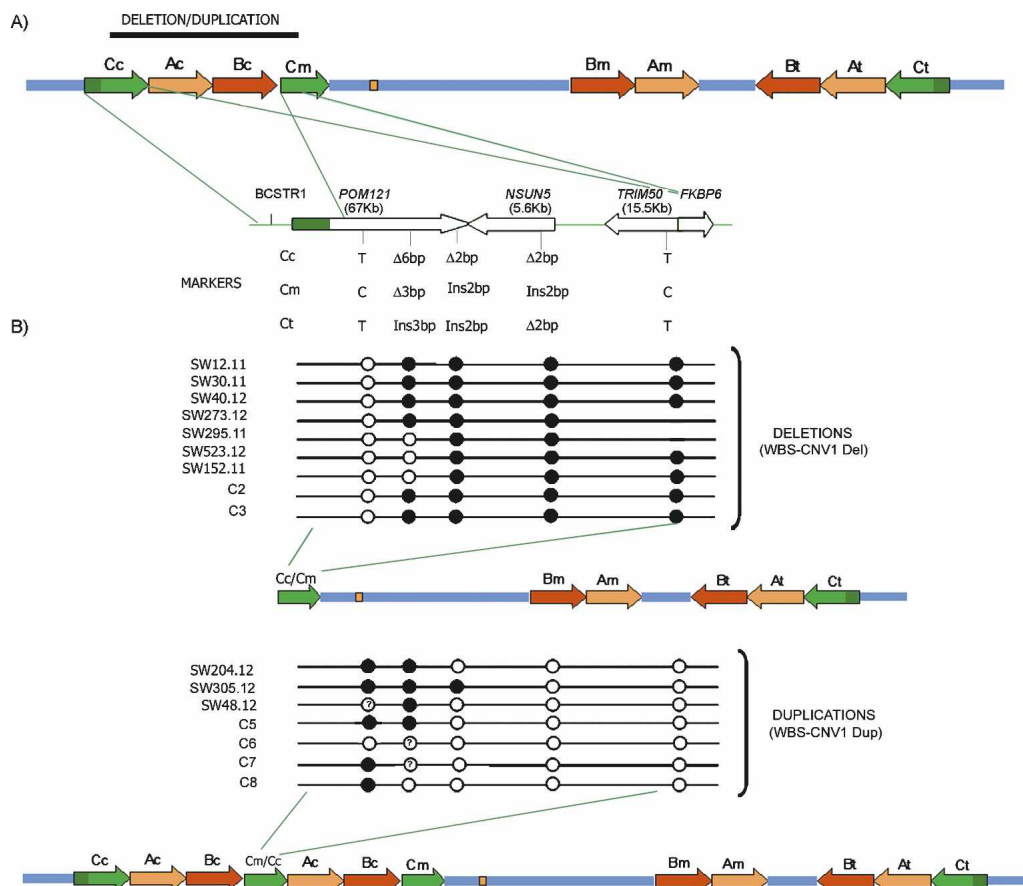 A)
DELETION/DUPLICATION
Cc Ac Bc Cm Bm Am Bt At Ct
BCSTR1 POM121 NSUN5 TRIM50 FKBP6
(67Kb) (5.6Kb) (15.5Kb)
Cc T Δ6bp Δ2bp Δ2bp T
MARKERS
Cm C Δ3bp Ins2bp Ins2bp C
Ct T Ins3bp Ins2bp Δ2bp T
B)
SW12.11
SW30.11
SW40.12
SW273.12
SW295.11
SW523.12
SW152.11
C2
C3
DELETIONS
(WBS-CNV1 Del)
Cc/Cm Bm Am Bt At Ct
SW204.12
SW305.12
SW48.12 ?
C5
C6 ?
C7 ?
C8
DUPLICATIONS
(WBS-CNV1 Dup)
Cc Ac Bc Cm/Cc Ac Bc Cm Bm Am Bt At Ct